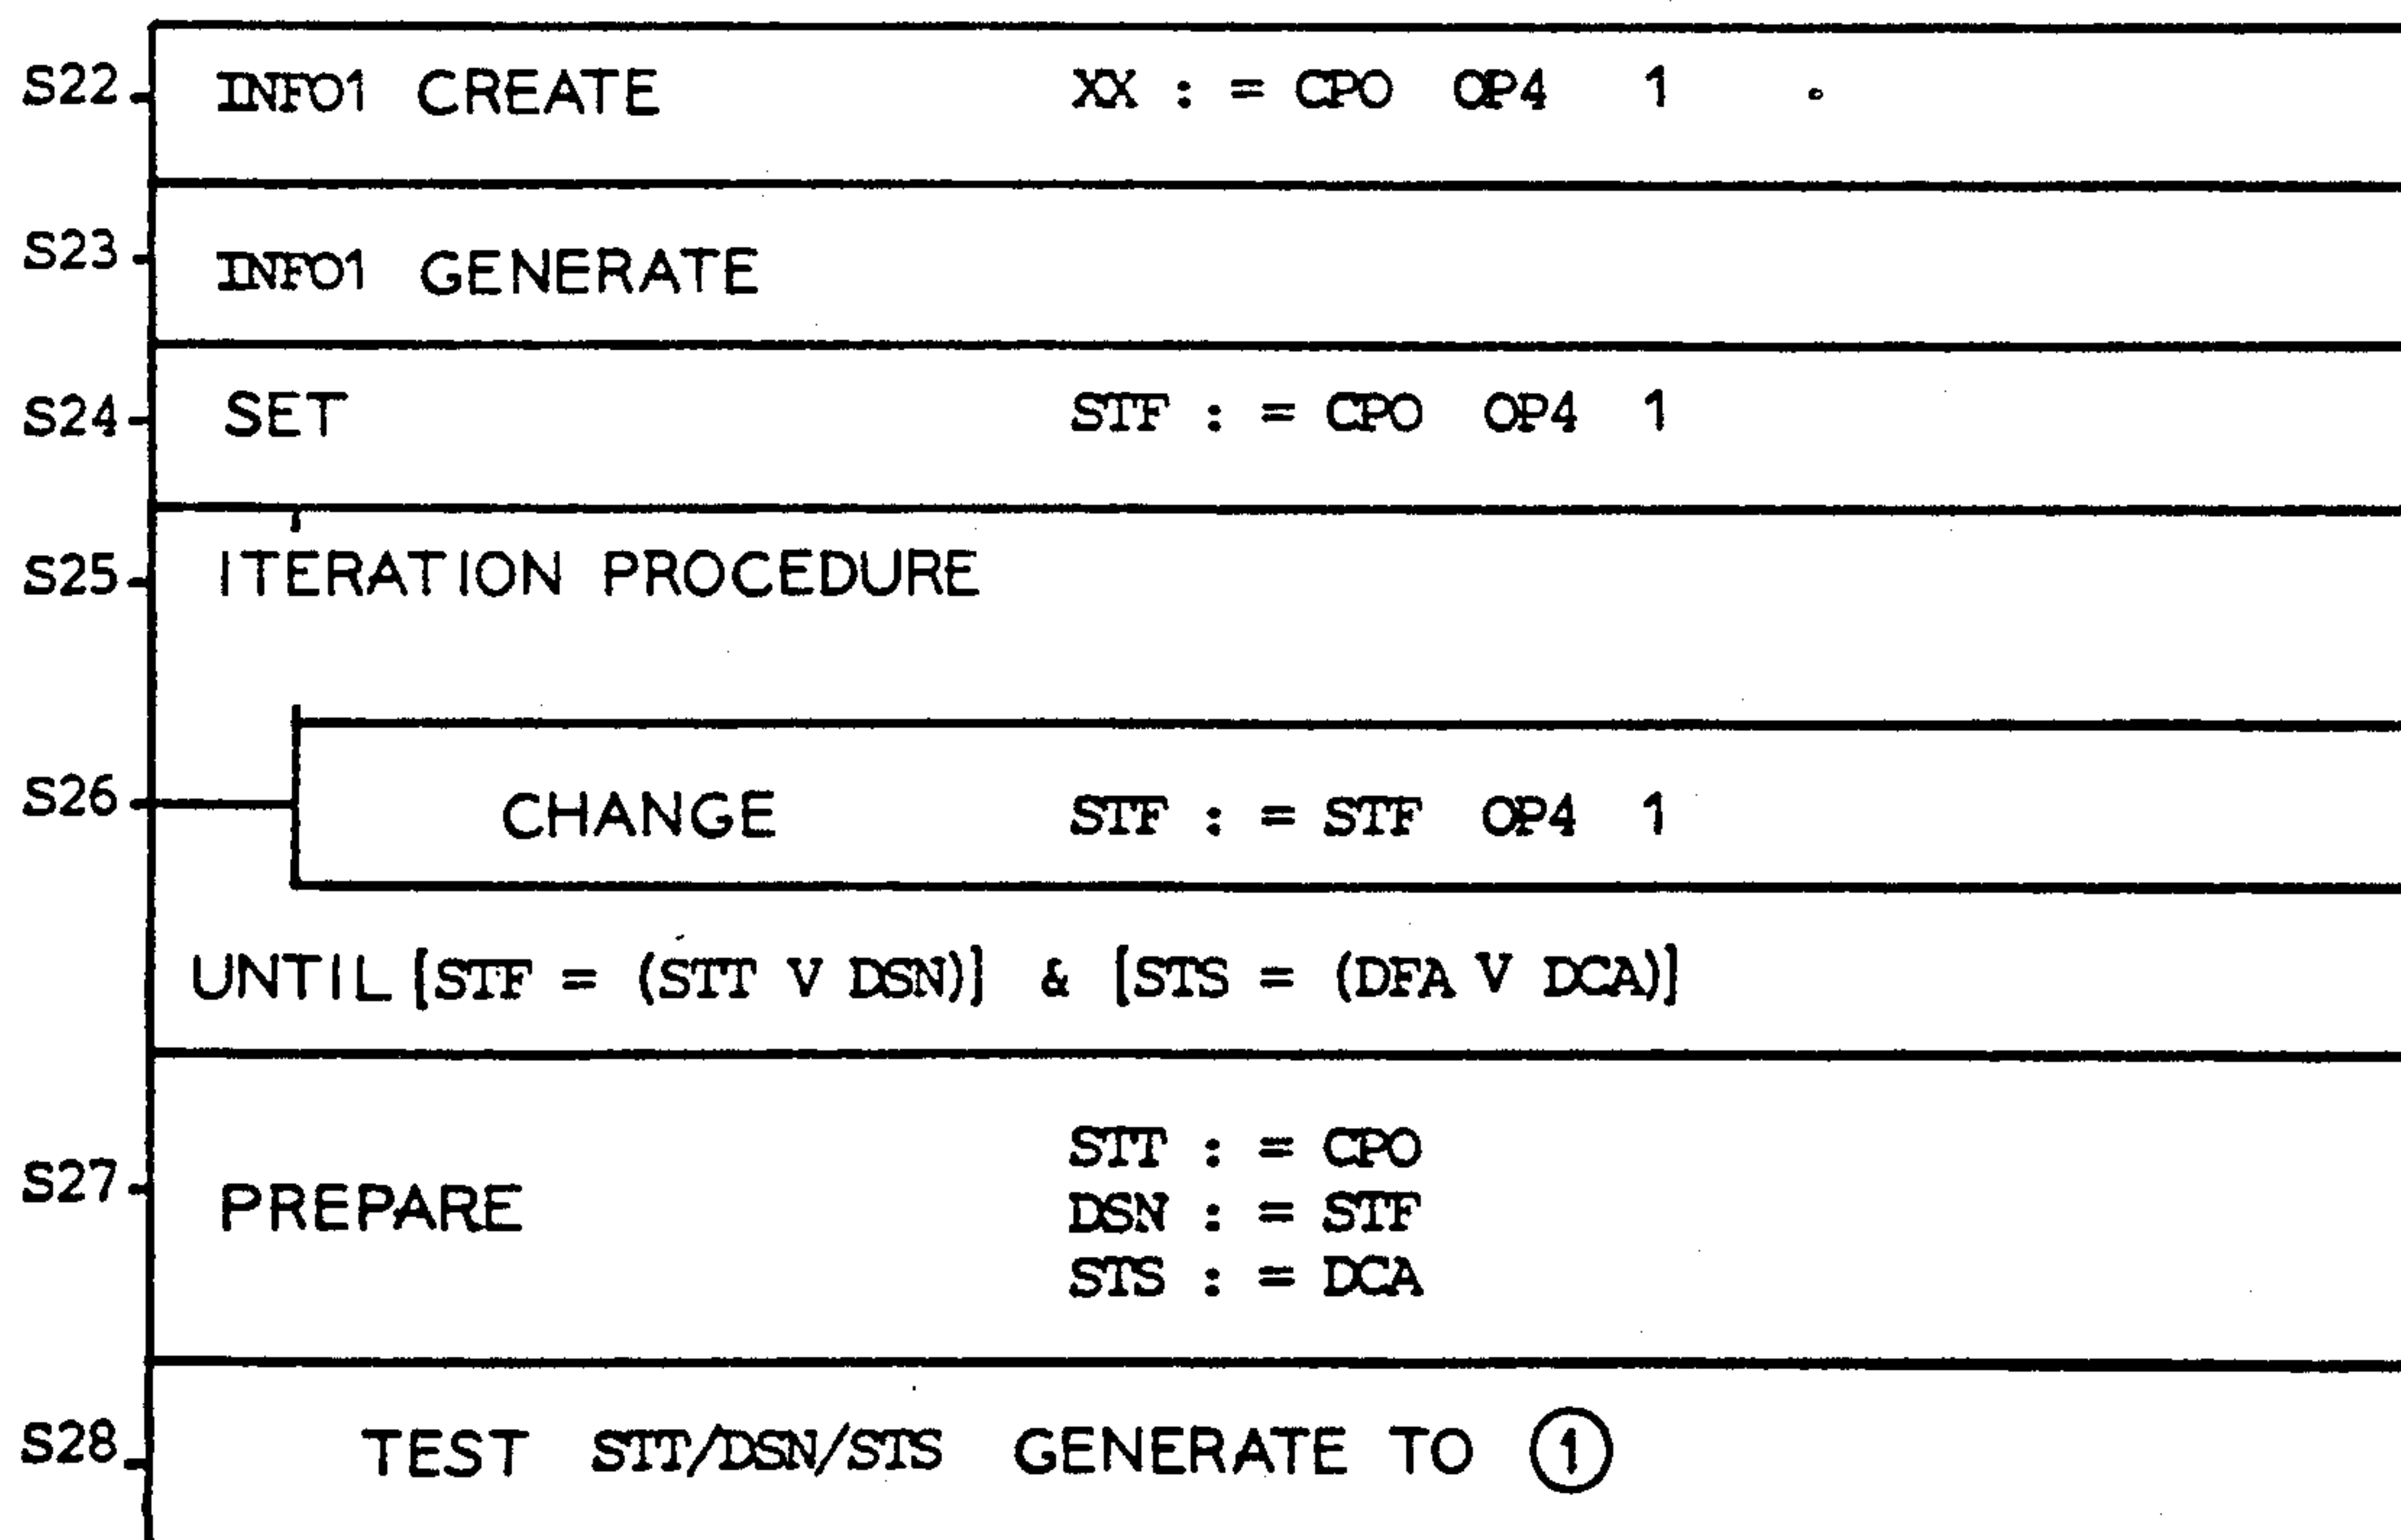 S22 INFO1 CREATE XX : = CPO OP4 1 .
S23 INFO1 GENERATE
S24 SET STF : = CPO OP4 1
S25 ITERATION PROCEDURE
S26 CHANGE STF : = STF OP4 1
UNTIL [STF = (STT V DSN)] & [STS = (DFA V DCA)]
STT : = CPO
S27 PREPARE DSN : = STF
STS : = DCA
S28 TEST STT/DSN/STS GENERATE TO 1